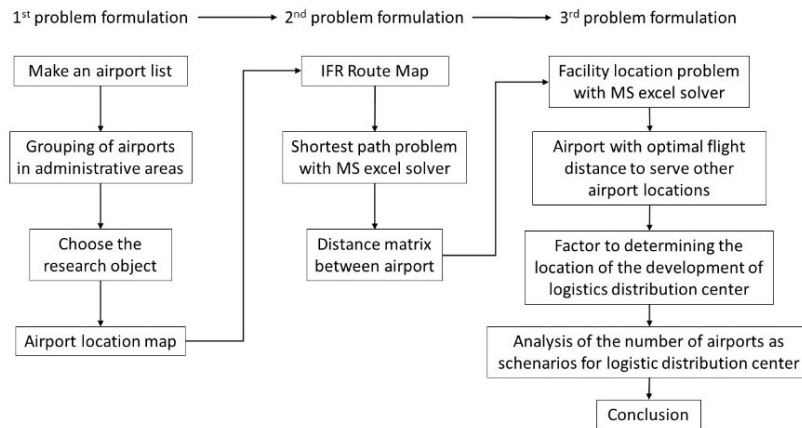 1st problem formulation
2nd problem formulation
3rd problem formulation
Make an airport list
Grouping of airports
in administrative areas
Choose the
research object
Airport location map
IFR Route Map
Shortest path problem
with MS excel solver
Distance matrix
between airport
Facility location problem
with MS excel solver
Airport with optimal flight
distance to serve other
airport locations
Factor to determining the
location of the development of
logistics distribution center
Analysis of the number of airports as
schenarios for logistic distribution center
Conclusion